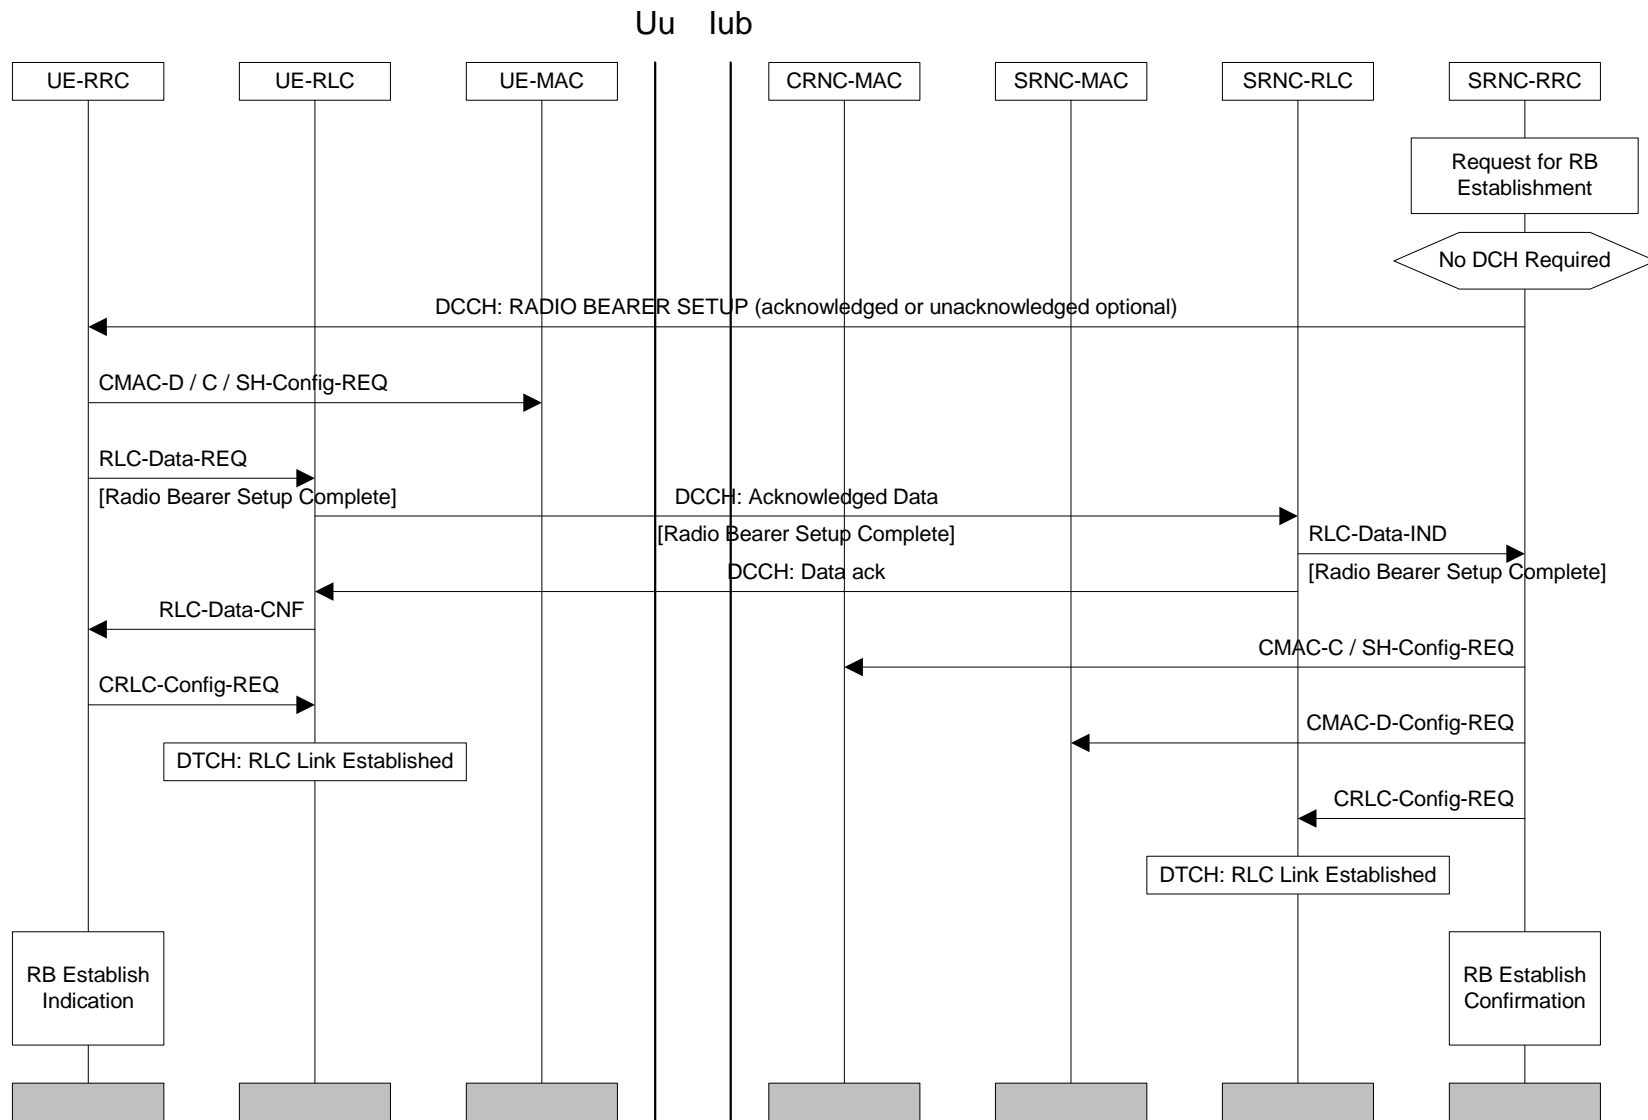 Uu Iub
UE-RRC UE-RLC UE-MAC CRNC-MAC SRNC-MAC SRNC-RLC SRNC-RRC
Request for RB
Establishment
No DCH Required
DCCH: RADIO BEARER SETUP (acknowledged or unacknowledged optional)
CMAC-D / C / SH-Config-REQ
RLC-Data-REQ
[Radio Bearer Setup Complete]
DCCH: Acknowledged Data
[Radio Bearer Setup Complete]
RLC-Data-IND
[Radio Bearer Setup Complete]
DCCH: Data ack
RLC-Data-CNF
CMAC-C / SH-Config-REQ
CRLC-Config-REQ
CMAC-D-Config-REQ
DTCH: RLC Link Established
CRLC-Config-REQ
DTCH: RLC Link Established
RB Establish
Indication
RB Establish
Confirmation